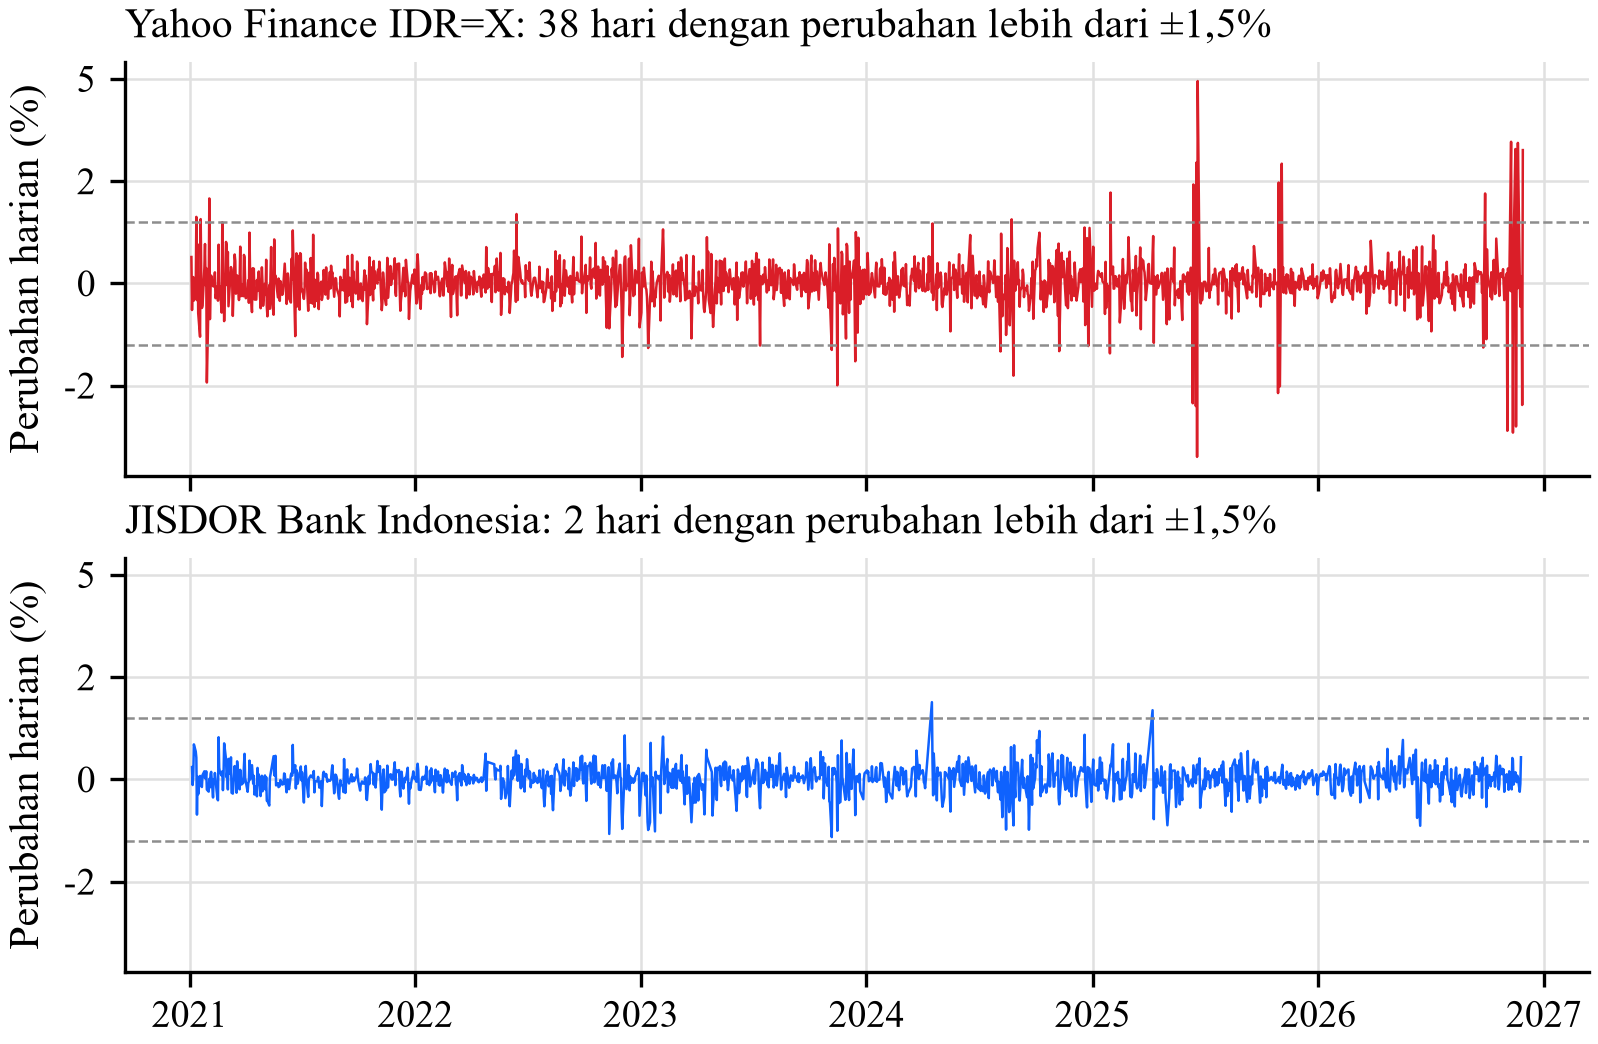 Yahoo Finance IDR=X: 38 hari dengan perubahan lebih dari ±1,5%
Perubahan harian (%)
5
2
0
-2
JISDOR Bank Indonesia: 2 hari dengan perubahan lebih dari ±1,5%
Perubahan harian (%)
5
2
0
-2
2021 2022 2023 2024 2025 2026 2027